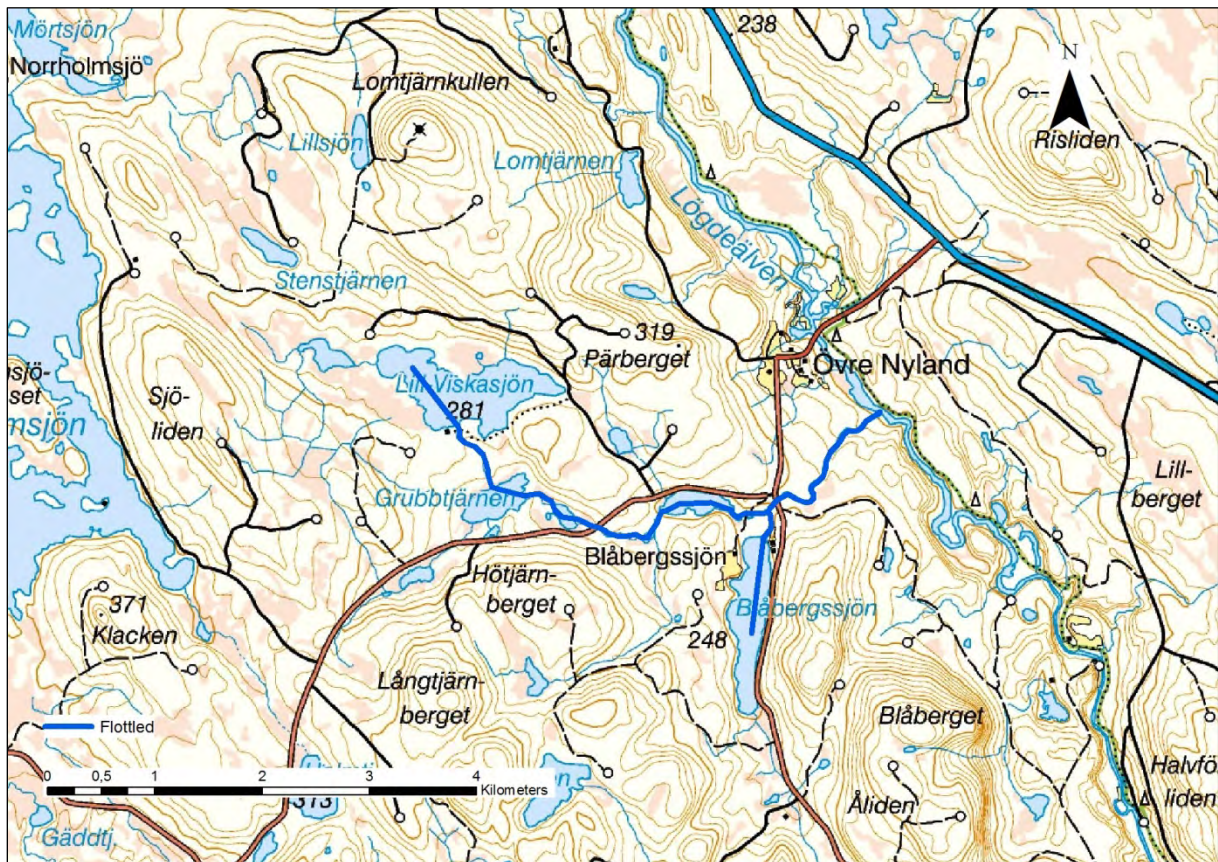 Mörtsjön
Norrholmsjö
238
N
Lomtjärnkullen
Lillsjön
Lomtjärnen
Risliden
Lögdeälven
Stenstjärnen
319
Pärberget
Övre Nyland
Lill-Viskasjön
281
Sjö-
liden
Grubbtjärnen
Lill-
berget
Blåbergssjön
Hötjärn-
berget
Blåbergssjön
371
Klacken
248
Långtjärn-
berget
Blåberget
Flottled
0 0,5 1 2 3 4
Kilometers
313
Åliden
Gäddtj.